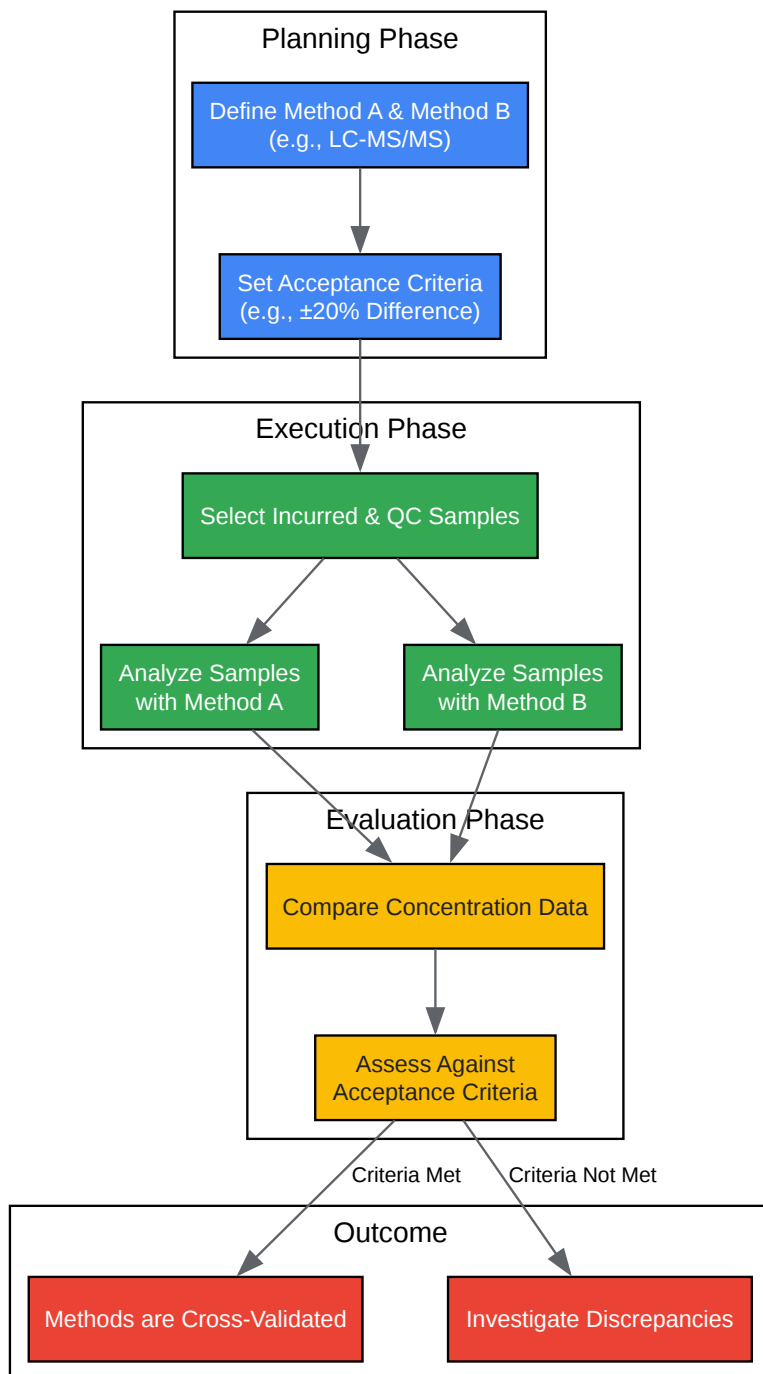 Planning Phase
Define Method A & Method B
(e.g., LC-MS/MS)
Set Acceptance Criteria
(e.g., ±20% Difference)
Execution Phase
Select Incurred & QC Samples
Analyze Samples
with Method A
Analyze Samples
with Method B
Evaluation Phase
Compare Concentration Data
Assess Against
Acceptance Criteria
Criteria Met
Criteria Not Met
Outcome
Methods are Cross-Validated
Investigate Discrepancies